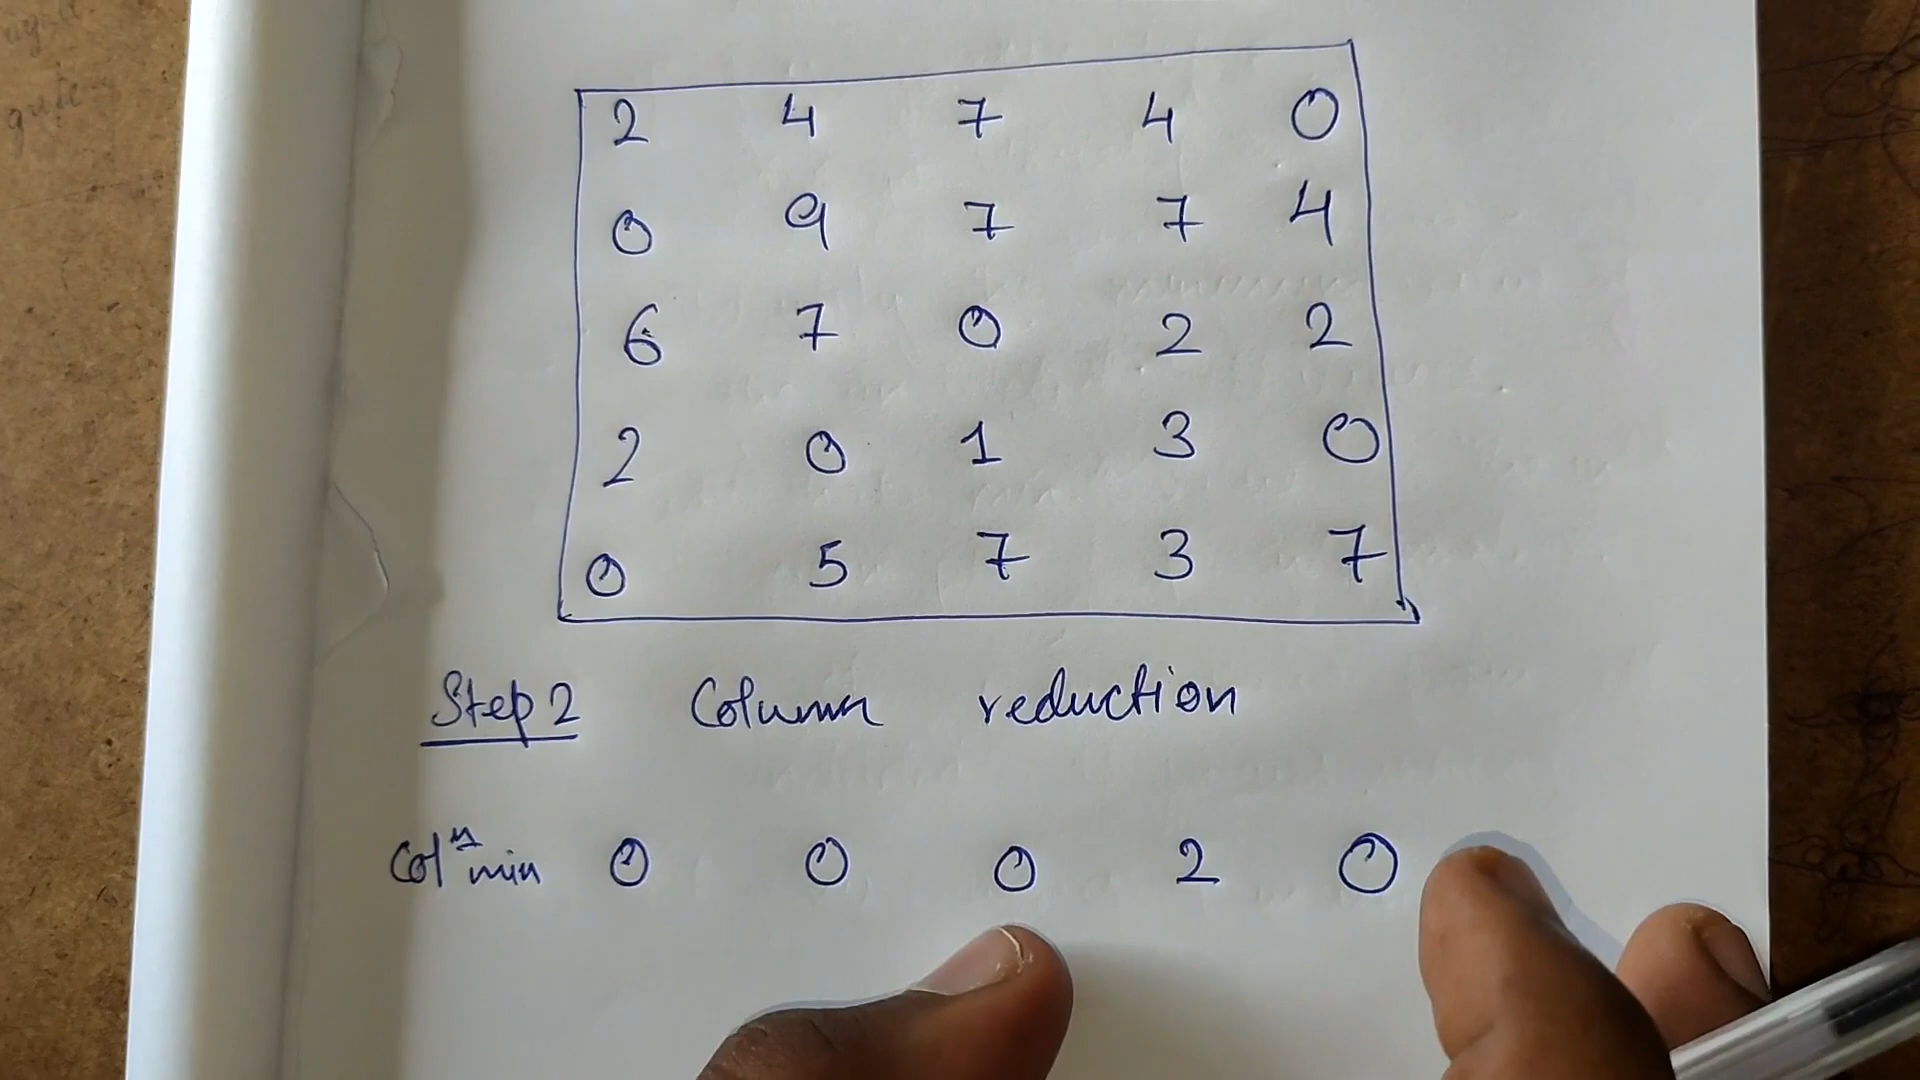 2 4 7 4 0
0 9 7 7 4
6 7 0 2 2
2 0 1 3 0
0 5 7 3 7
Step 2 Column reduction
Colⁿ min 0 0 0 2 0